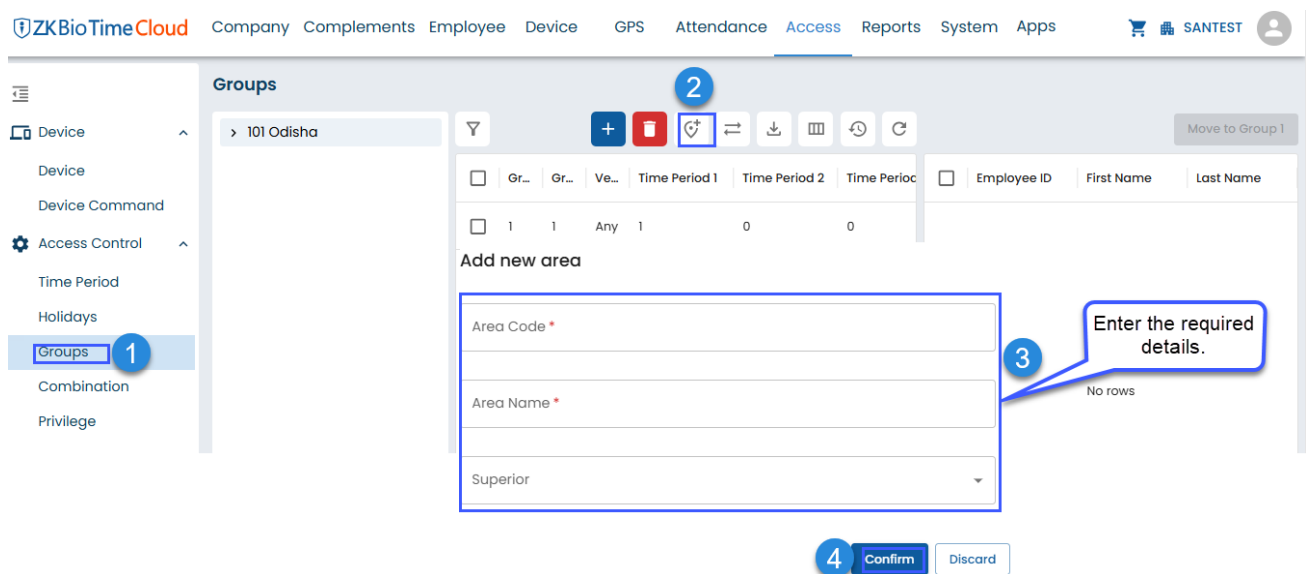 ZKBioTime Cloud Company Complements Employee Device GPS Attendance Access Reports System Apps SANTEST
Groups
2
Device
101 Odisha
Move to Group 1
Device
Gr... Gr... Ve... Time Period 1 Time Period 2 Time Period Employee ID First Name Last Name
Device Command
Access Control
1 1 Any 1 0 0
Add new area
Time Period
Holidays
Area Code *
Enter the required
details.
Groups 1
3
Combination
Area Name *
No rows
Privilege
Superior
4 Confirm Discard